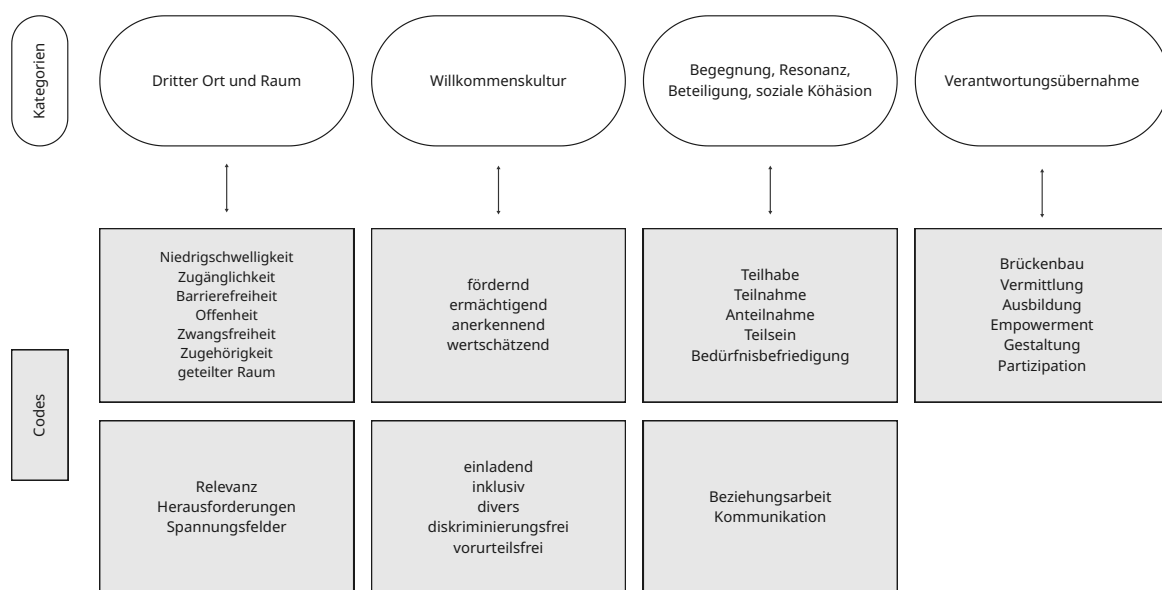 Kategorien
Dritter Ort und Raum
Willkommenskultur
Begegnung, Resonanz,
Beteiligung, soziale Köhäsion
Verantwortungsübernahme
Codes
Niedrigschwelligkeit
Zugänglichkeit
Barrierefreiheit
Offenheit
Zwangsfreiheit
Zugehörigkeit
geteilter Raum
fördernd
ermächtigend
anerkennend
wertschätzend
Teilhabe
Teilnahme
Anteilnahme
Teilsein
Bedürfnisbefriedigung
Brückenbau
Vermittlung
Ausbildung
Empowerment
Gestaltung
Partizipation
Relevanz
Herausforderungen
Spannungsfelder
einladend
inklusiv
divers
diskriminierungsfrei
vorurteilsfrei
Beziehungsarbeit
Kommunikation